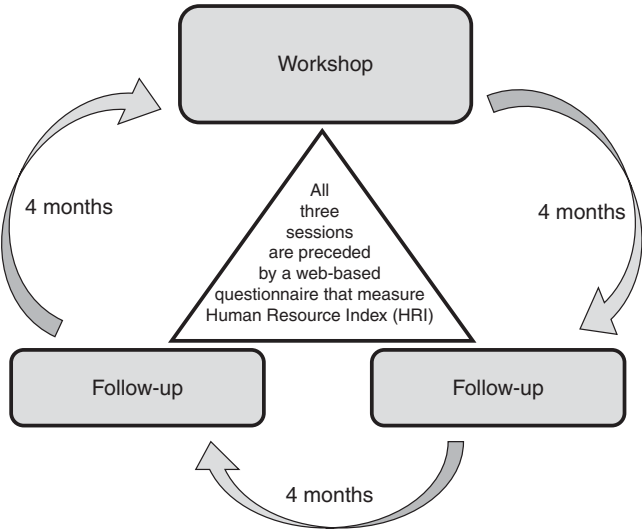 Workshop
4 months
4 months
All
three
sessions
are preceded
by a web-based
questionnaire that measure
Human Resource Index (HRI)
Follow-up
Follow-up
4 months